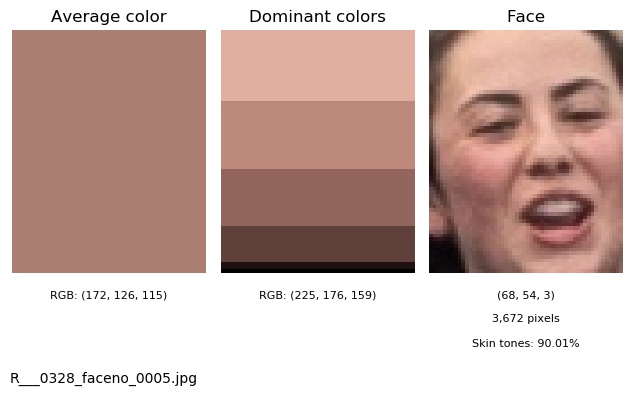 Average color
Dominant colors
Face
RGB: (172, 126, 115)
RGB: (225, 176, 159)
(68, 54, 3)
3,672 pixels
Skin tones: 90.01%
R___0328_faceno_0005.jpg